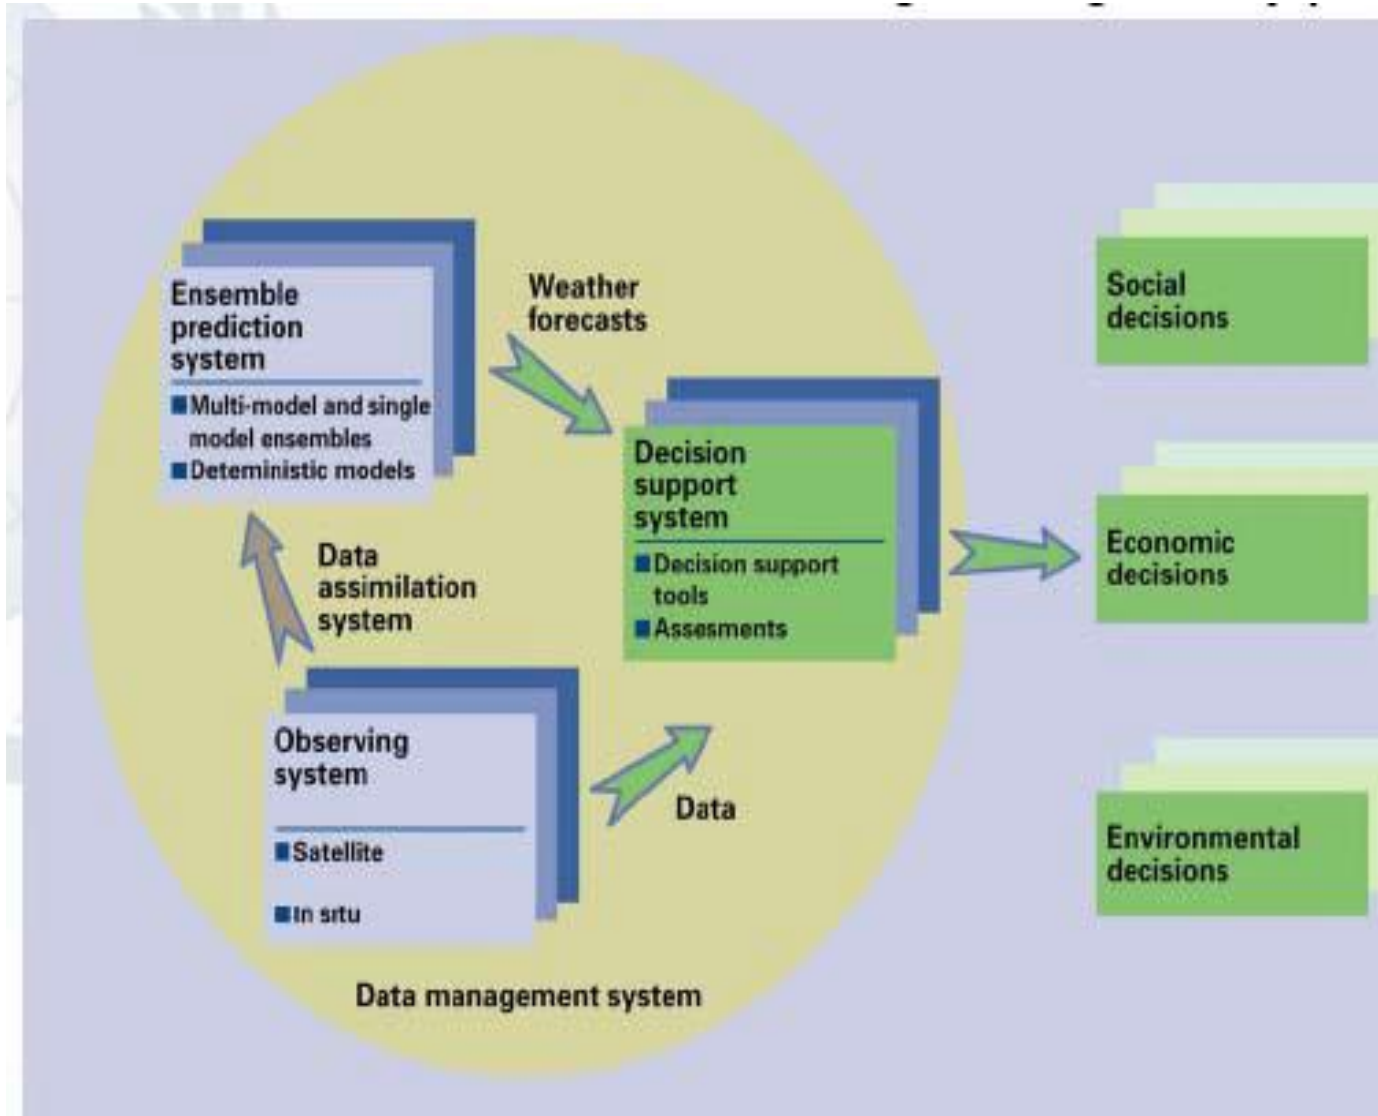 Ensemble
prediction
system
Multi-model and single
model ensembles
Deteministic models
Weather
forecasts
Decision
support
system
Decision support
tools
Assesments
Data
assimilation
system
Observing
system
Satellite
In srtu
Data
Data management system
Social
decisions
Economic
decisions
Environmental
decisions